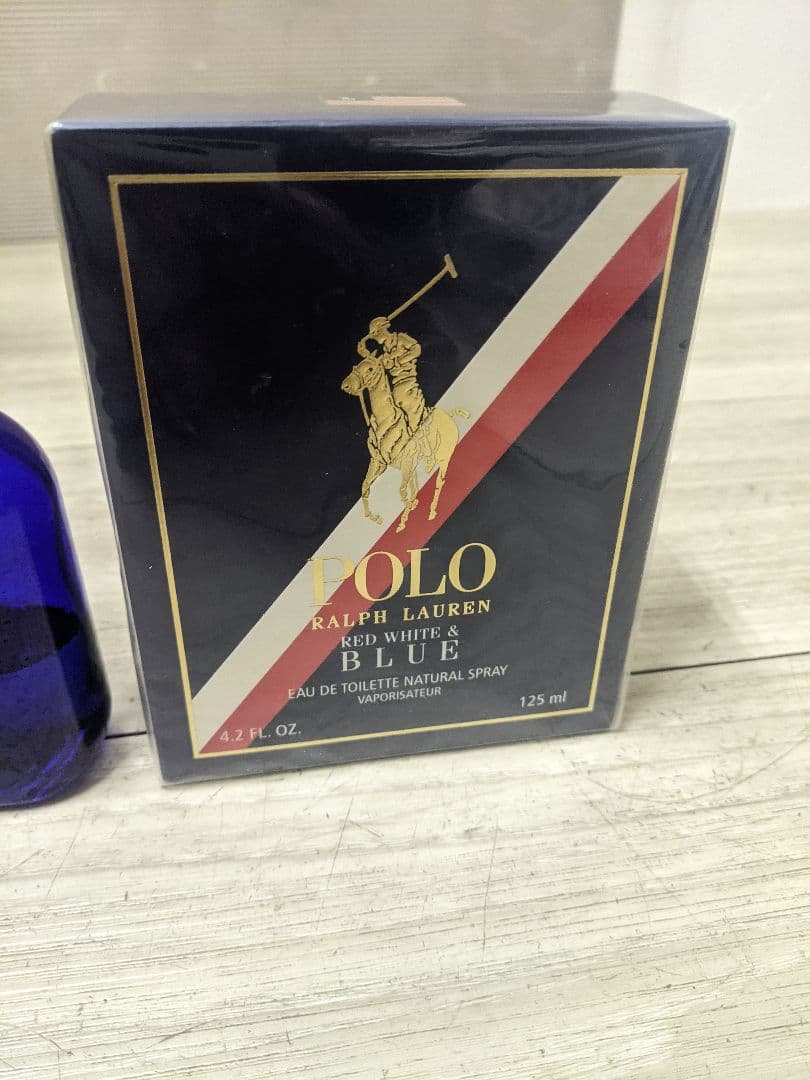 POLO
RALPH LAUREN
RED WHITE &
BLUE
EAU DE TOILETTE NATURAL SPRAY
VAPORISATEUR
4.2 FL. OZ.
125 ml